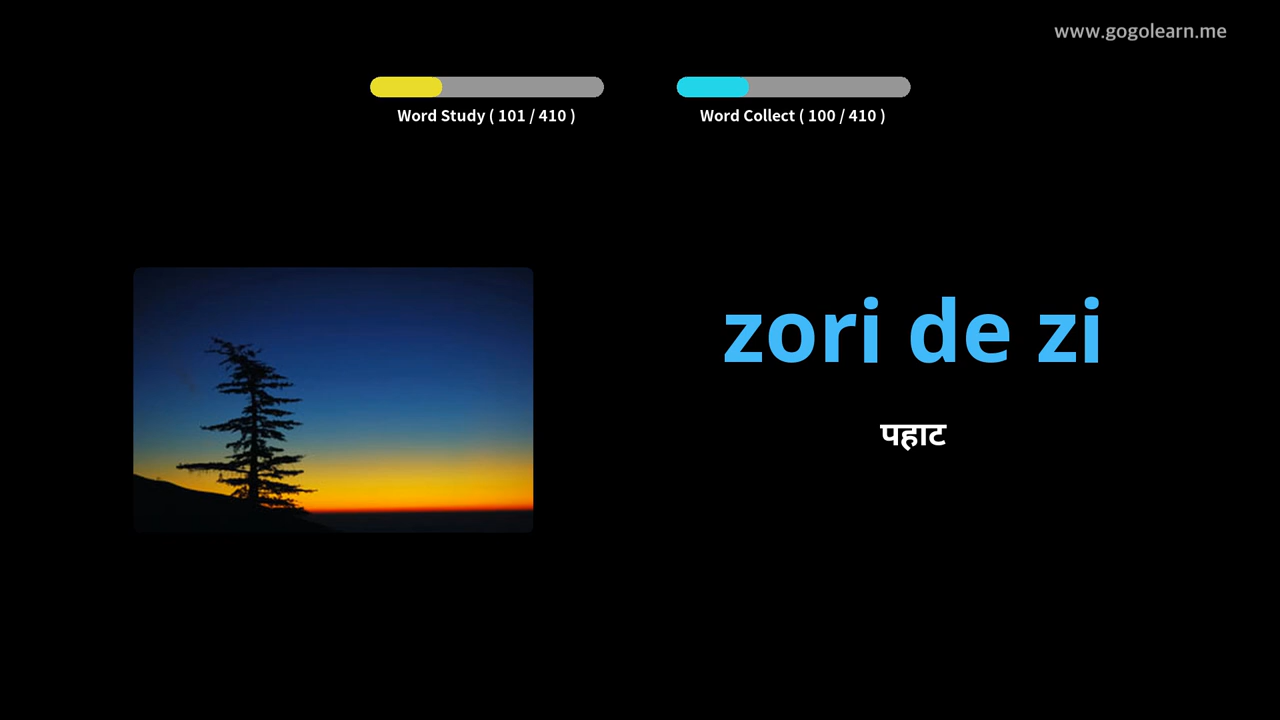 www.gogolearn.me
Word Study ( 101 / 410 )
Word Collect ( 100 / 410 )
zori de zi
पहाट